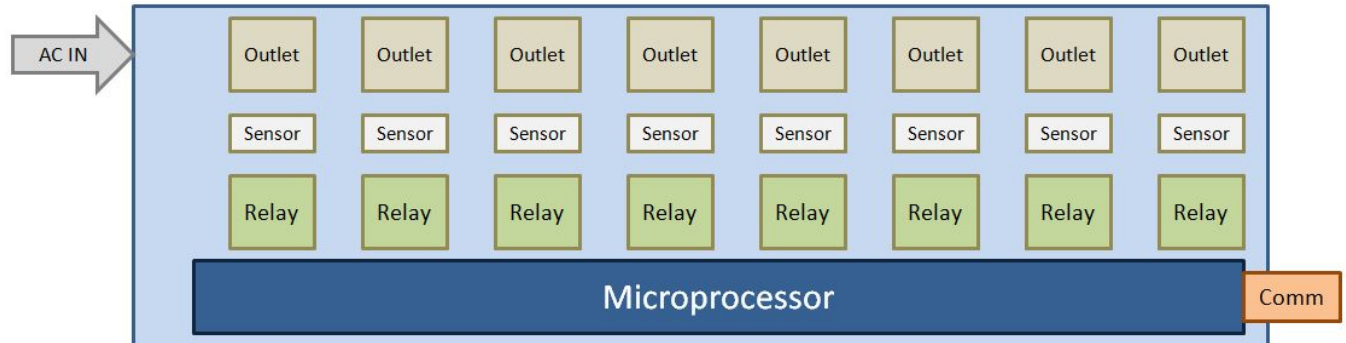 AC IN
Outlet Outlet Outlet Outlet Outlet Outlet Outlet Outlet
Sensor Sensor Sensor Sensor Sensor Sensor Sensor Sensor
Relay Relay Relay Relay Relay Relay Relay Relay
Microprocessor
Comm